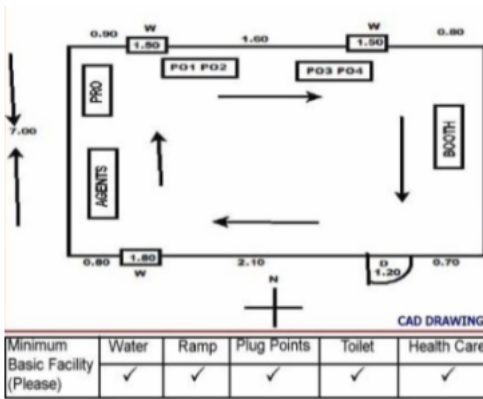 W W
0.90 1.50 1.60 1.50 0.80
PO1 PO2 PO3 PO4
PRO
7.00
BOOTH
AGENTS
0.80 1.80 2.10 D 1.20 0.70
W
N
CAD DRAWING
Minimum Basic Facility (Please) Water Ramp Plug Points Toilet Health Care
✓ ✓ ✓ ✓ ✓